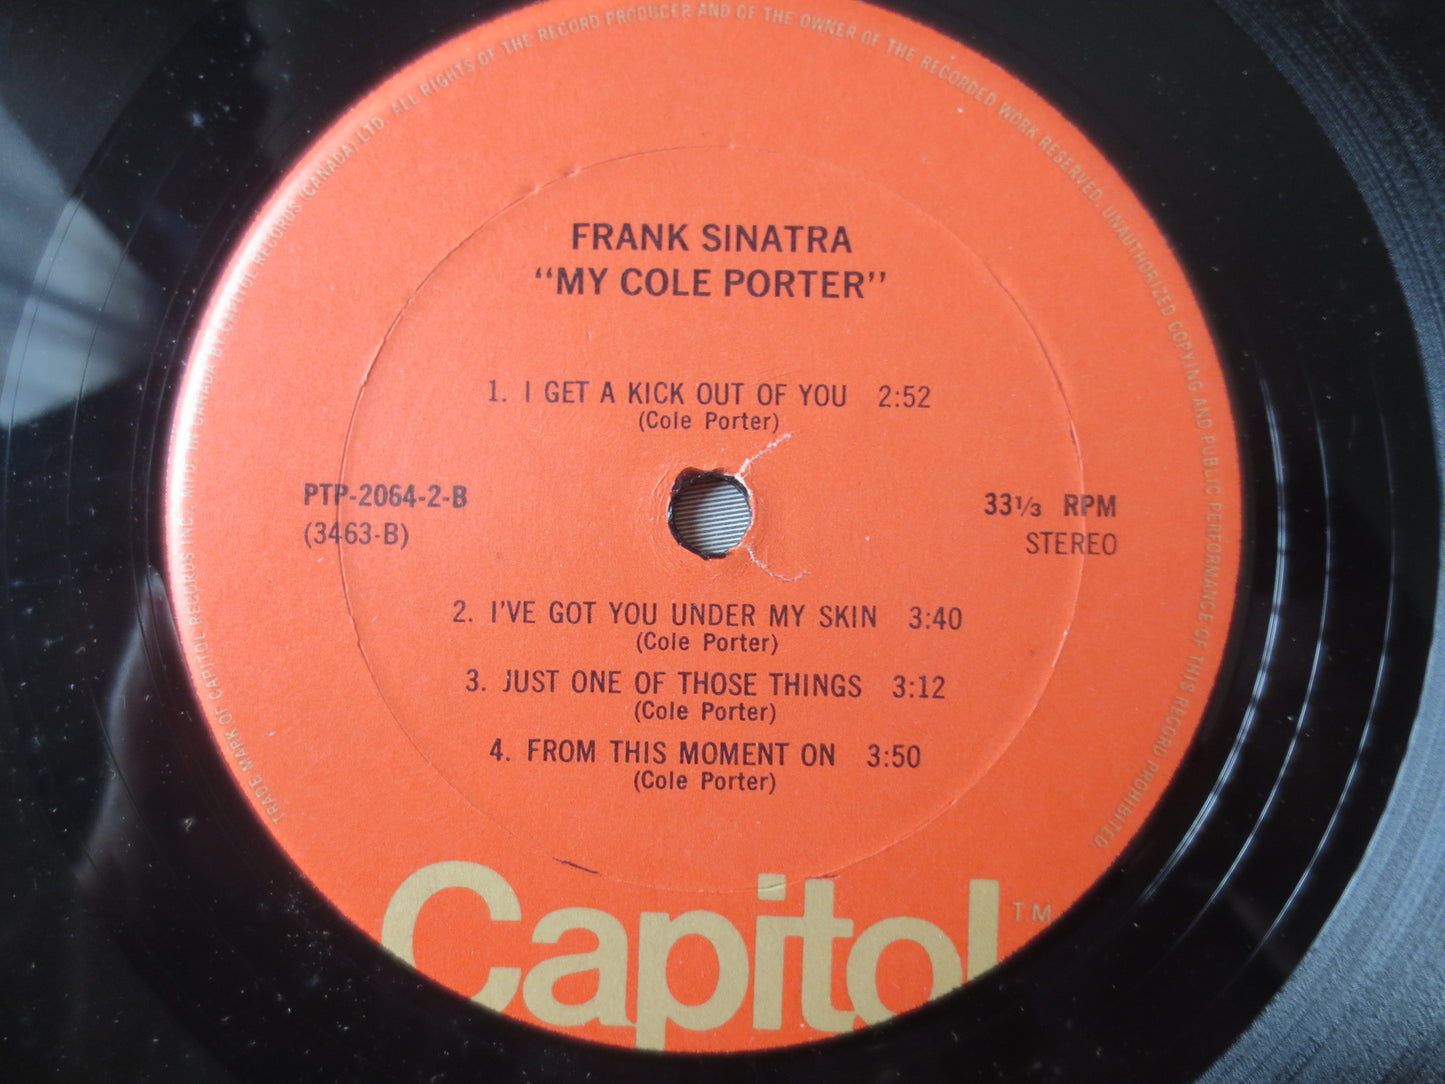 FRANK SINATRA
"MY COLE PORTER"
1. I GET A KICK OUT OF YOU 2:52
(Cole Porter)
PTP-2064-2-B
(3463-B)
33⅓ RPM
STEREO
2. I'VE GOT YOU UNDER MY SKIN 3:40
(Cole Porter)
3. JUST ONE OF THOSE THINGS 3:12
(Cole Porter)
4. FROM THIS MOMENT ON 3:50
(Cole Porter)
Capitol T.M.
TRADE MARK OF CAPITOL RECORDS INC. MFD. IN CANADA BY CAPITOL RECORDS (CANADA) LTD. ALL RIGHTS OF THE RECORD PRODUCER AND OF THE OWNER OF THE RECORDED WORK RESERVED. UNAUTHORIZED COPYING AND PUBLIC PERFORMANCE OF THIS RECORD PROHIBITED.